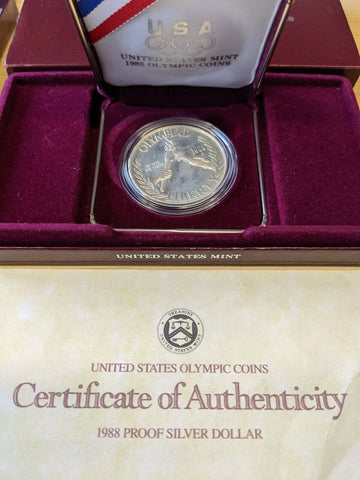 USA
UNITED STATES MINT
1988 OLYMPIC COINS
OLYMPIAD
LIBERTY
UNITED STATES MINT
TREASURY
UNITED STATES OLYMPIC COINS
Certificate of Authenticity
1988 PROOF SILVER DOLLAR